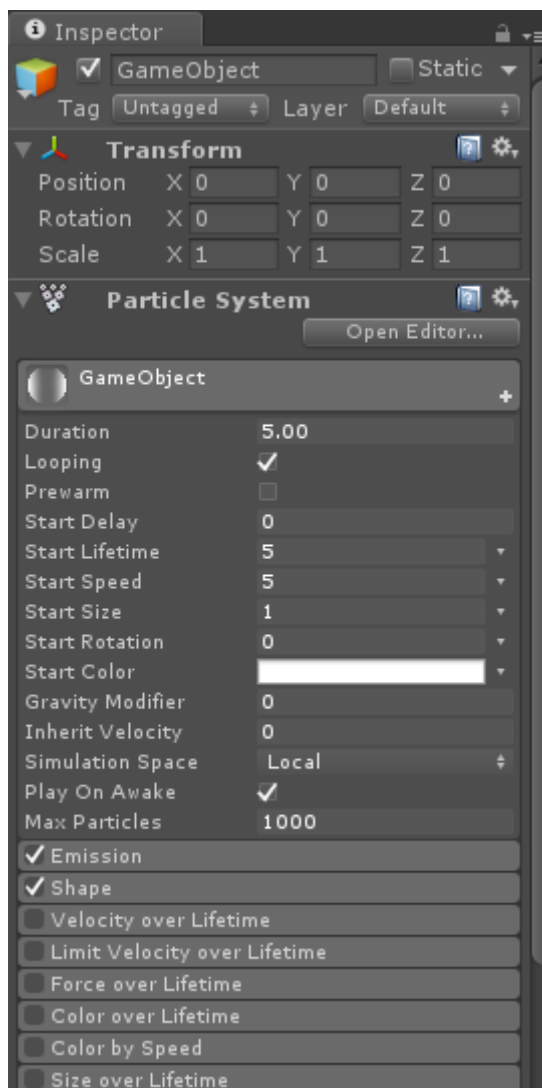 Inspector
GameObject Static
Tag Untagged Layer Default
Transform
Position X 0 Y 0 Z 0
Rotation X 0 Y 0 Z 0
Scale X 1 Y 1 Z 1
Particle System
Open Editor...
GameObject
Duration 5.00
Looping
Prewarm
Start Delay 0
Start Lifetime 5
Start Speed 5
Start Size 1
Start Rotation 0
Start Color
Gravity Modifier 0
Inherit Velocity 0
Simulation Space Local
Play On Awake
Max Particles 1000
Emission
Shape
Velocity over Lifetime
Limit Velocity over Lifetime
Force over Lifetime
Color over Lifetime
Color by Speed
Size over Lifetime